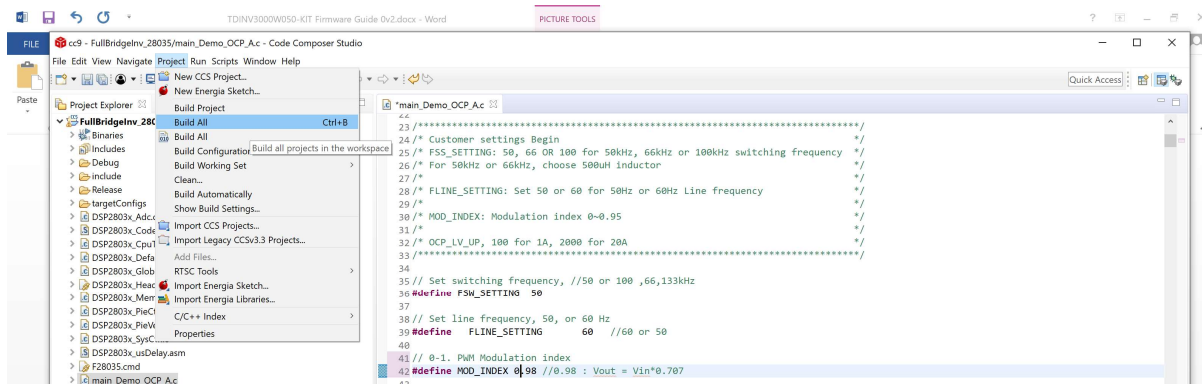 TDINV3000W050-KIT Firmware Guide 0v2.docx - Word
PICTURE TOOLS
FILE
Paste
cc9 - FullBridgeInv_28035/main_Demo_OCP_A.c - Code Composer Studio
File Edit View Navigate Project Run Scripts Window Help
Quick Access
Project Explorer
FullBridgeInv_280
Binaries
Includes
Debug
include
Release
targetConfigs
DSP2803x_Adc.c
DSP2803x_Code
DSP2803x_CpuT
DSP2803x_Defa
DSP2803x_Glob
DSP2803x_Head
DSP2803x_Mem
DSP2803x_PieCt
DSP2803x_PieVe
DSP2803x_SysC
DSP2803x_usDelay.asm
F28035.cmd
main_Demo_OCP_A.c
New CCS Project...
New Energia Sketch...
Build Project
Build All Ctrl+B
Build All
Build Configuration
Build all projects in the workspace
Build Working Set
Clean...
Build Automatically
Show Build Settings...
Import CCS Projects...
Import Legacy CCSv3.3 Projects...
Add Files...
RTSC Tools
Import Energia Sketch...
Import Energia Libraries...
C/C++ Index
Properties
*main_Demo_OCP_A.c
22
23 /***************************************************************************/
24 /* Customer settings Begin */
25 /* FSS_SETTING: 50, 66 OR 100 for 50kHz, 66kHz or 100kHz switching frequency */
26 /* For 50kHz or 66kHz, choose 500uH inductor */
27 /* */
28 /* FLINE_SETTING: Set 50 or 60 for 50Hz or 60Hz Line frequency */
29 /* */
30 /* MOD_INDEX: Modulation index 0~0.95 */
31 /* */
32 /* OCP_LV_UP, 100 for 1A, 2000 for 20A */
33 /***************************************************************************/
34
35 // Set switching frequency, //50 or 100 ,66,133kHz
36 #define FSW_SETTING 50
37
38 // Set line frequency, 50, or 60 Hz
39 #define FLINE_SETTING 60 //60 or 50
40
41 // 0-1. PWM Modulation index
42 #define MOD_INDEX 0.98 //0.98 : Vout = Vin*0.707